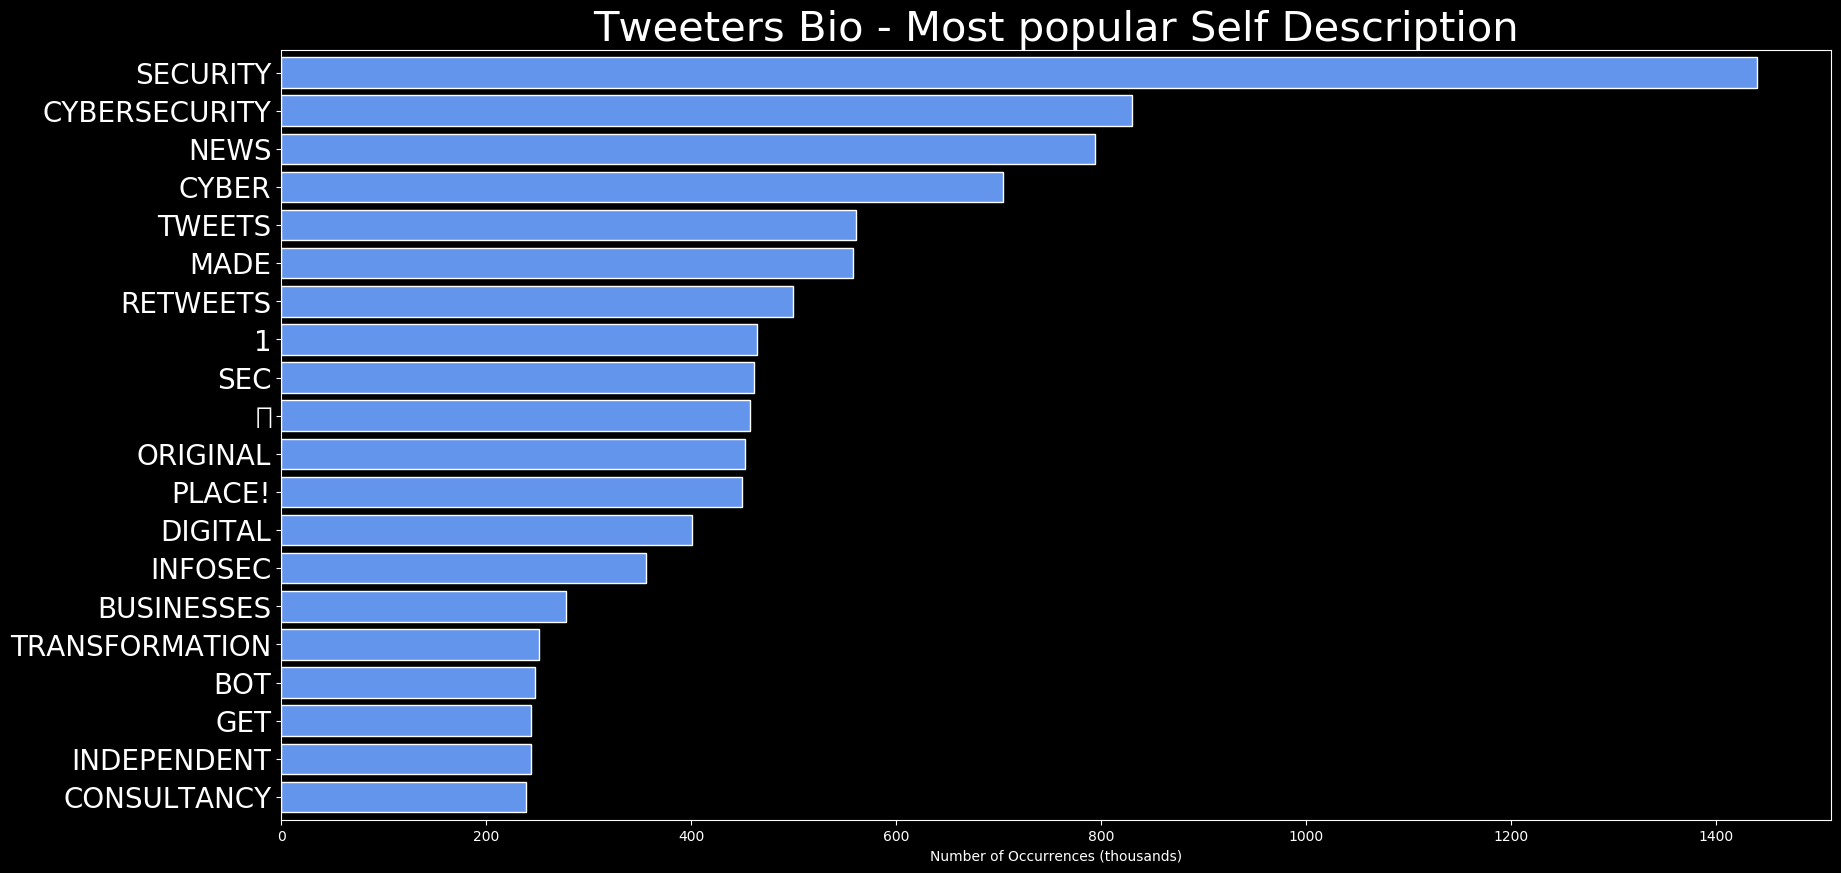 Tweeters Bio - Most popular Self Description
SECURITY
CYBERSECURITY
NEWS
CYBER
TWEETS
MADE
RETWEETS
1
SEC
ORIGINAL
PLACE!
DIGITAL
INFOSEC
BUSINESSES
TRANSFORMATION
BOT
GET
INDEPENDENT
CONSULTANCY
0 200 400 600 800 1000 1200 1400
Number of Occurrences (thousands)